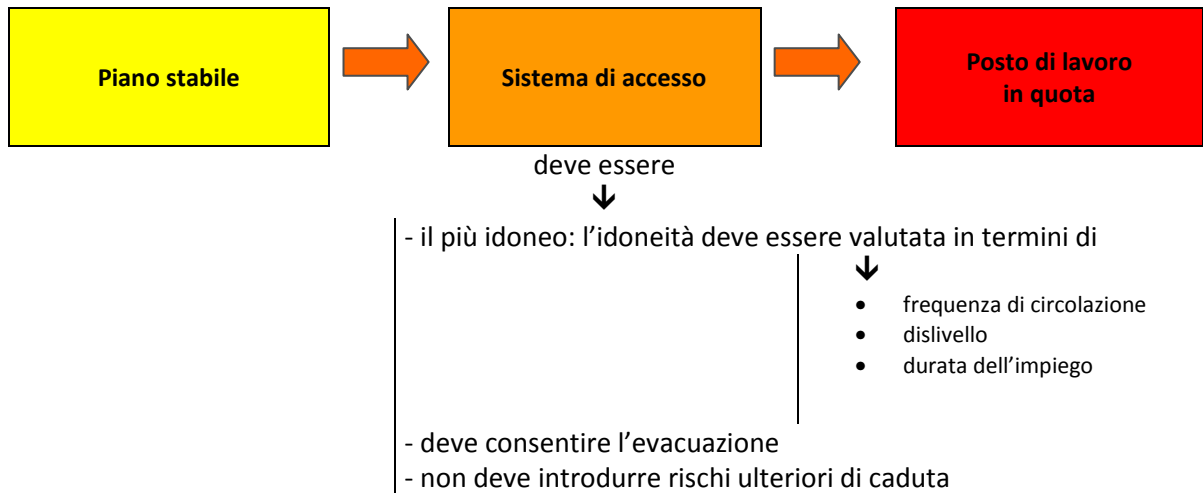 Piano stabile
Sistema di accesso
Posto di lavoro
in quota
deve essere
↓
- il più idoneo: l’idoneità deve essere valutata in termini di
↓
• frequenza di circolazione
• dislivello
• durata dell’impiego
- deve consentire l’evacuazione
- non deve introdurre rischi ulteriori di caduta